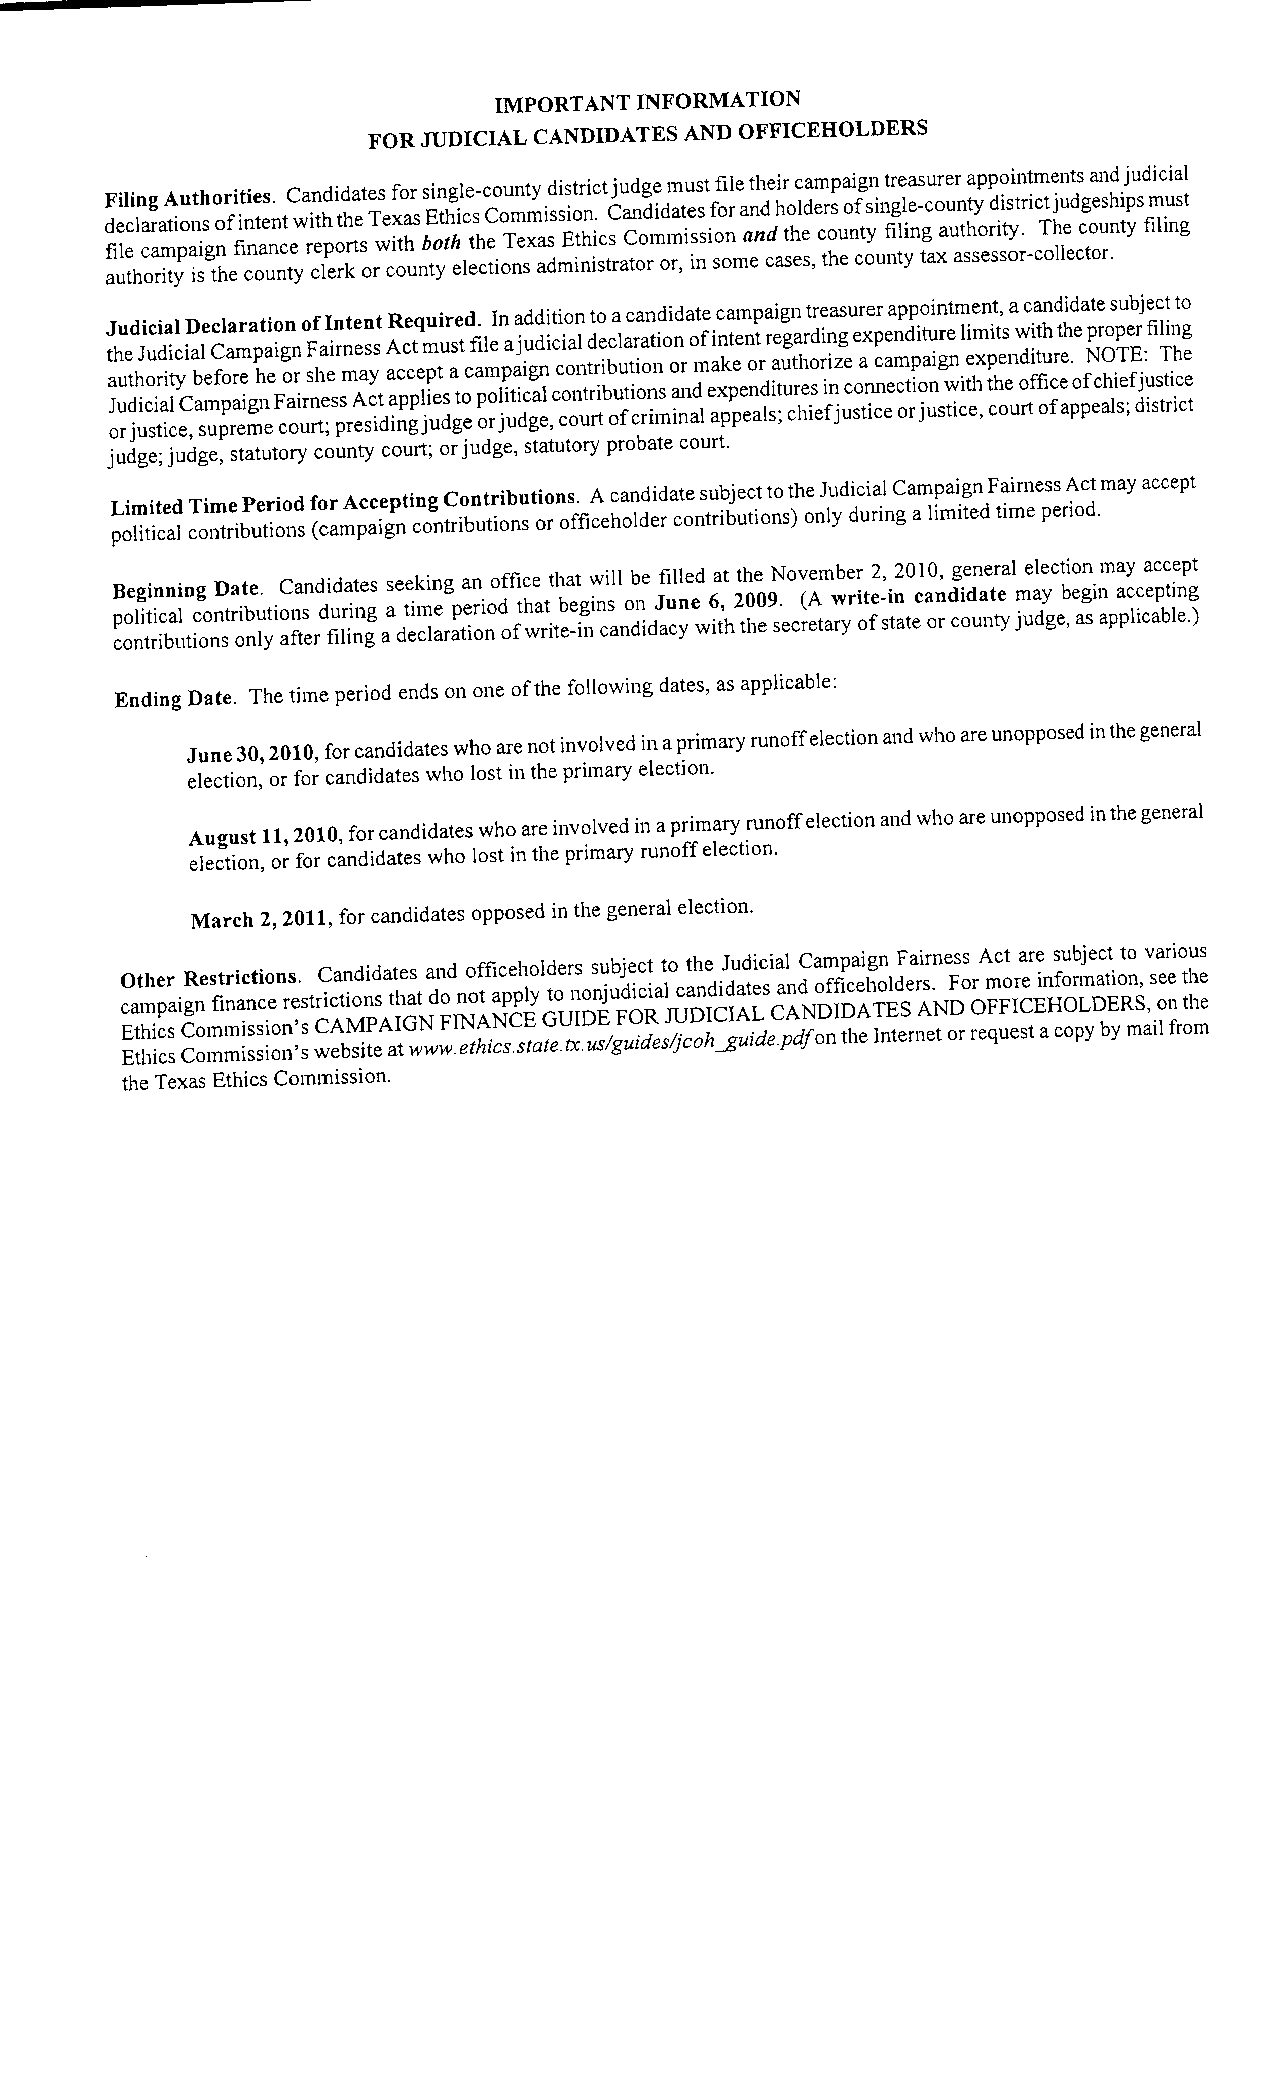 IMPORTANT INFORMATION
FOR JUDICIAL CANDIDATES AND OFFICEHOLDERS
Filing Authorities. Candidates for single-county district judge must file their campaign treasurer appointments and judicial
declarations of intent with the Texas Ethics Commission. Candidates for and holders of single-county district judgeships must
file campaign finance reports with both the Texas Ethics Commission and the county filing authority. The county filing
authority is the county clerk or county elections administrator or, in some cases, the county tax assessor-collector.
Judicial Declaration of Intent Required. In addition to a candidate campaign treasurer appointment, a candidate subject to
the Judicial Campaign Fairness Act must file a judicial declaration of intent regarding expenditure limits with the proper filing
authority before he or she may accept a campaign contribution or make or authorize a campaign expenditure. NOTE: The
Judicial Campaign Fairness Act applies to political contributions and expenditures in connection with the office of chief justice
or justice, supreme court; presiding judge or judge, court of criminal appeals; chief justice or justice, court of appeals; district
judge; judge, statutory county court; or judge, statutory probate court.
Limited Time Period for Accepting Contributions. A candidate subject to the Judicial Campaign Fairness Act may accept
political contributions (campaign contributions or officeholder contributions) only during a limited time period.
Beginning Date. Candidates seeking an office that will be filled at the November 2, 2010, general election may accept
political contributions during a time period that begins on June 6, 2009. (A write-in candidate may begin accepting
contributions only after filing a declaration of write-in candidacy with the secretary of state or county judge, as applicable.)
Ending Date. The time period ends on one of the following dates, as applicable:
June 30, 2010, for candidates who are not involved in a primary runoff election and who are unopposed in the general
election, or for candidates who lost in the primary election.
August 11, 2010, for candidates who are involved in a primary runoff election and who are unopposed in the general
election, or for candidates who lost in the primary runoff election.
March 2, 2011, for candidates opposed in the general election.
Other Restrictions. Candidates and officeholders subject to the Judicial Campaign Fairness Act are subject to various
campaign finance restrictions that do not apply to nonjudicial candidates and officeholders. For more information, see the
Ethics Commission's CAMPAIGN FINANCE GUIDE FOR JUDICIAL CANDIDATES AND OFFICEHOLDERS, on the
Ethics Commission's website at www.ethics.state.tx.us/guides/jcoh_guide.pdf on the Internet or request a copy by mail from
the Texas Ethics Commission.